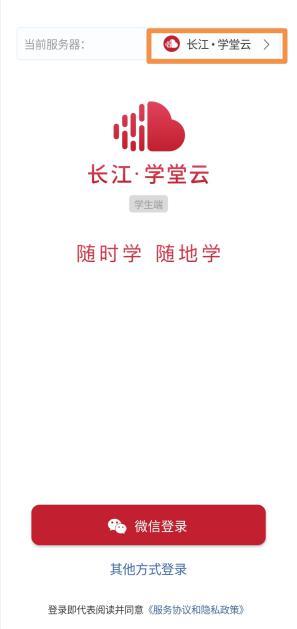 当前服务器： 长江·学堂云
长江·学堂云
学生端
随时学 随地学
微信登录
其他方式登录
登录即代表阅读并同意《服务协议和隐私政策》